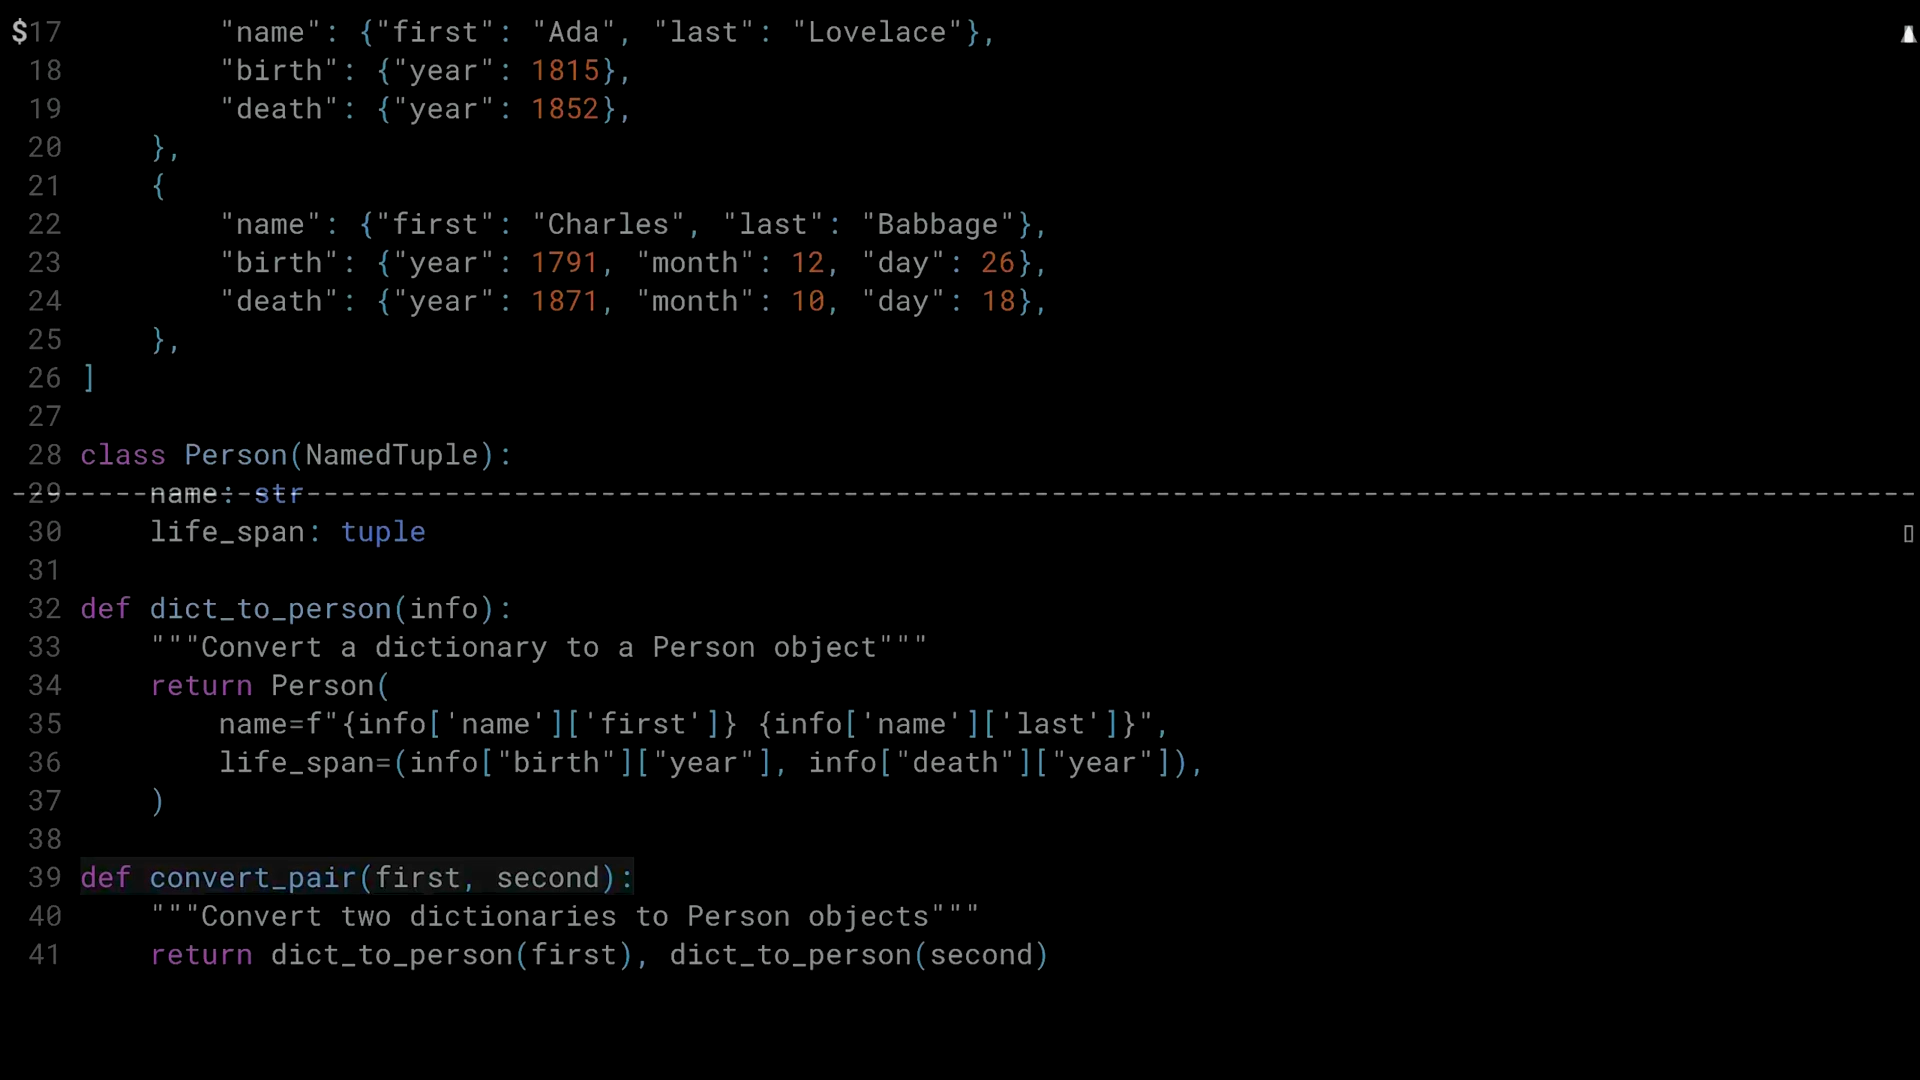 $17         "name": {"first": "Ada", "last": "Lovelace"},
18         "birth": {"year": 1815},
19         "death": {"year": 1852},
20     },
21     {
22         "name": {"first": "Charles", "last": "Babbage"},
23         "birth": {"year": 1791, "month": 12, "day": 26},
24         "death": {"year": 1871, "month": 10, "day": 18},
25     },
26 ]
27
28 class Person(NamedTuple):
29     name: str
30     life_span: tuple
31
32 def dict_to_person(info):
33     """Convert a dictionary to a Person object"""
34     return Person(
35         name=f"{info['name']['first']} {info['name']['last']}",
36         life_span=(info["birth"]["year"], info["death"]["year"]),
37     )
38
39 def convert_pair(first, second):
40     """Convert two dictionaries to Person objects"""
41     return dict_to_person(first), dict_to_person(second)